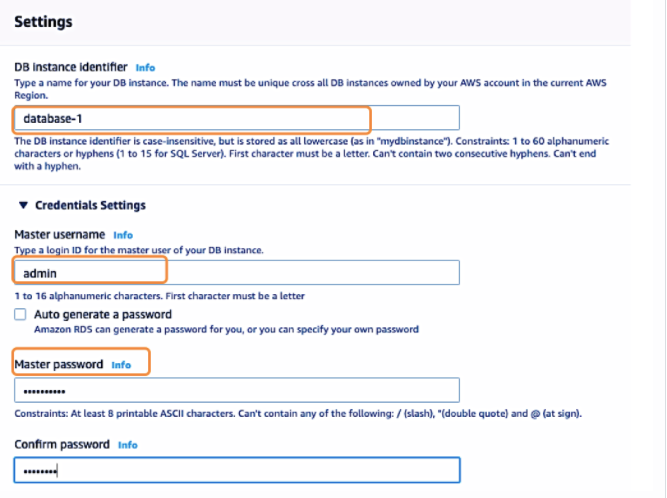 Settings
DB instance identifier Info
Type a name for your DB instance. The name must be unique cross all DB instances owned by your AWS account in the current AWS
Region.
database-1
The DB instance identifier is case-insensitive, but is stored as all lowercase (as in "mydbinstance"). Constraints: 1 to 60 alphanumeric
characters or hyphens (1 to 15 for SQL Server). First character must be a letter. Can't contain two consecutive hyphens. Can't end
with a hyphen.
▼ Credentials Settings
Master username Info
Type a login ID for the master user of your DB instance.
admin
1 to 16 alphanumeric characters. First character must be a letter
Auto generate a password
Amazon RDS can generate a password for you, or you can specify your own password
Master password Info
••••••••••
Constraints: At least 8 printable ASCII characters. Can't contain any of the following: / (slash), "(double quote) and @ (at sign).
Confirm password Info
••••••••